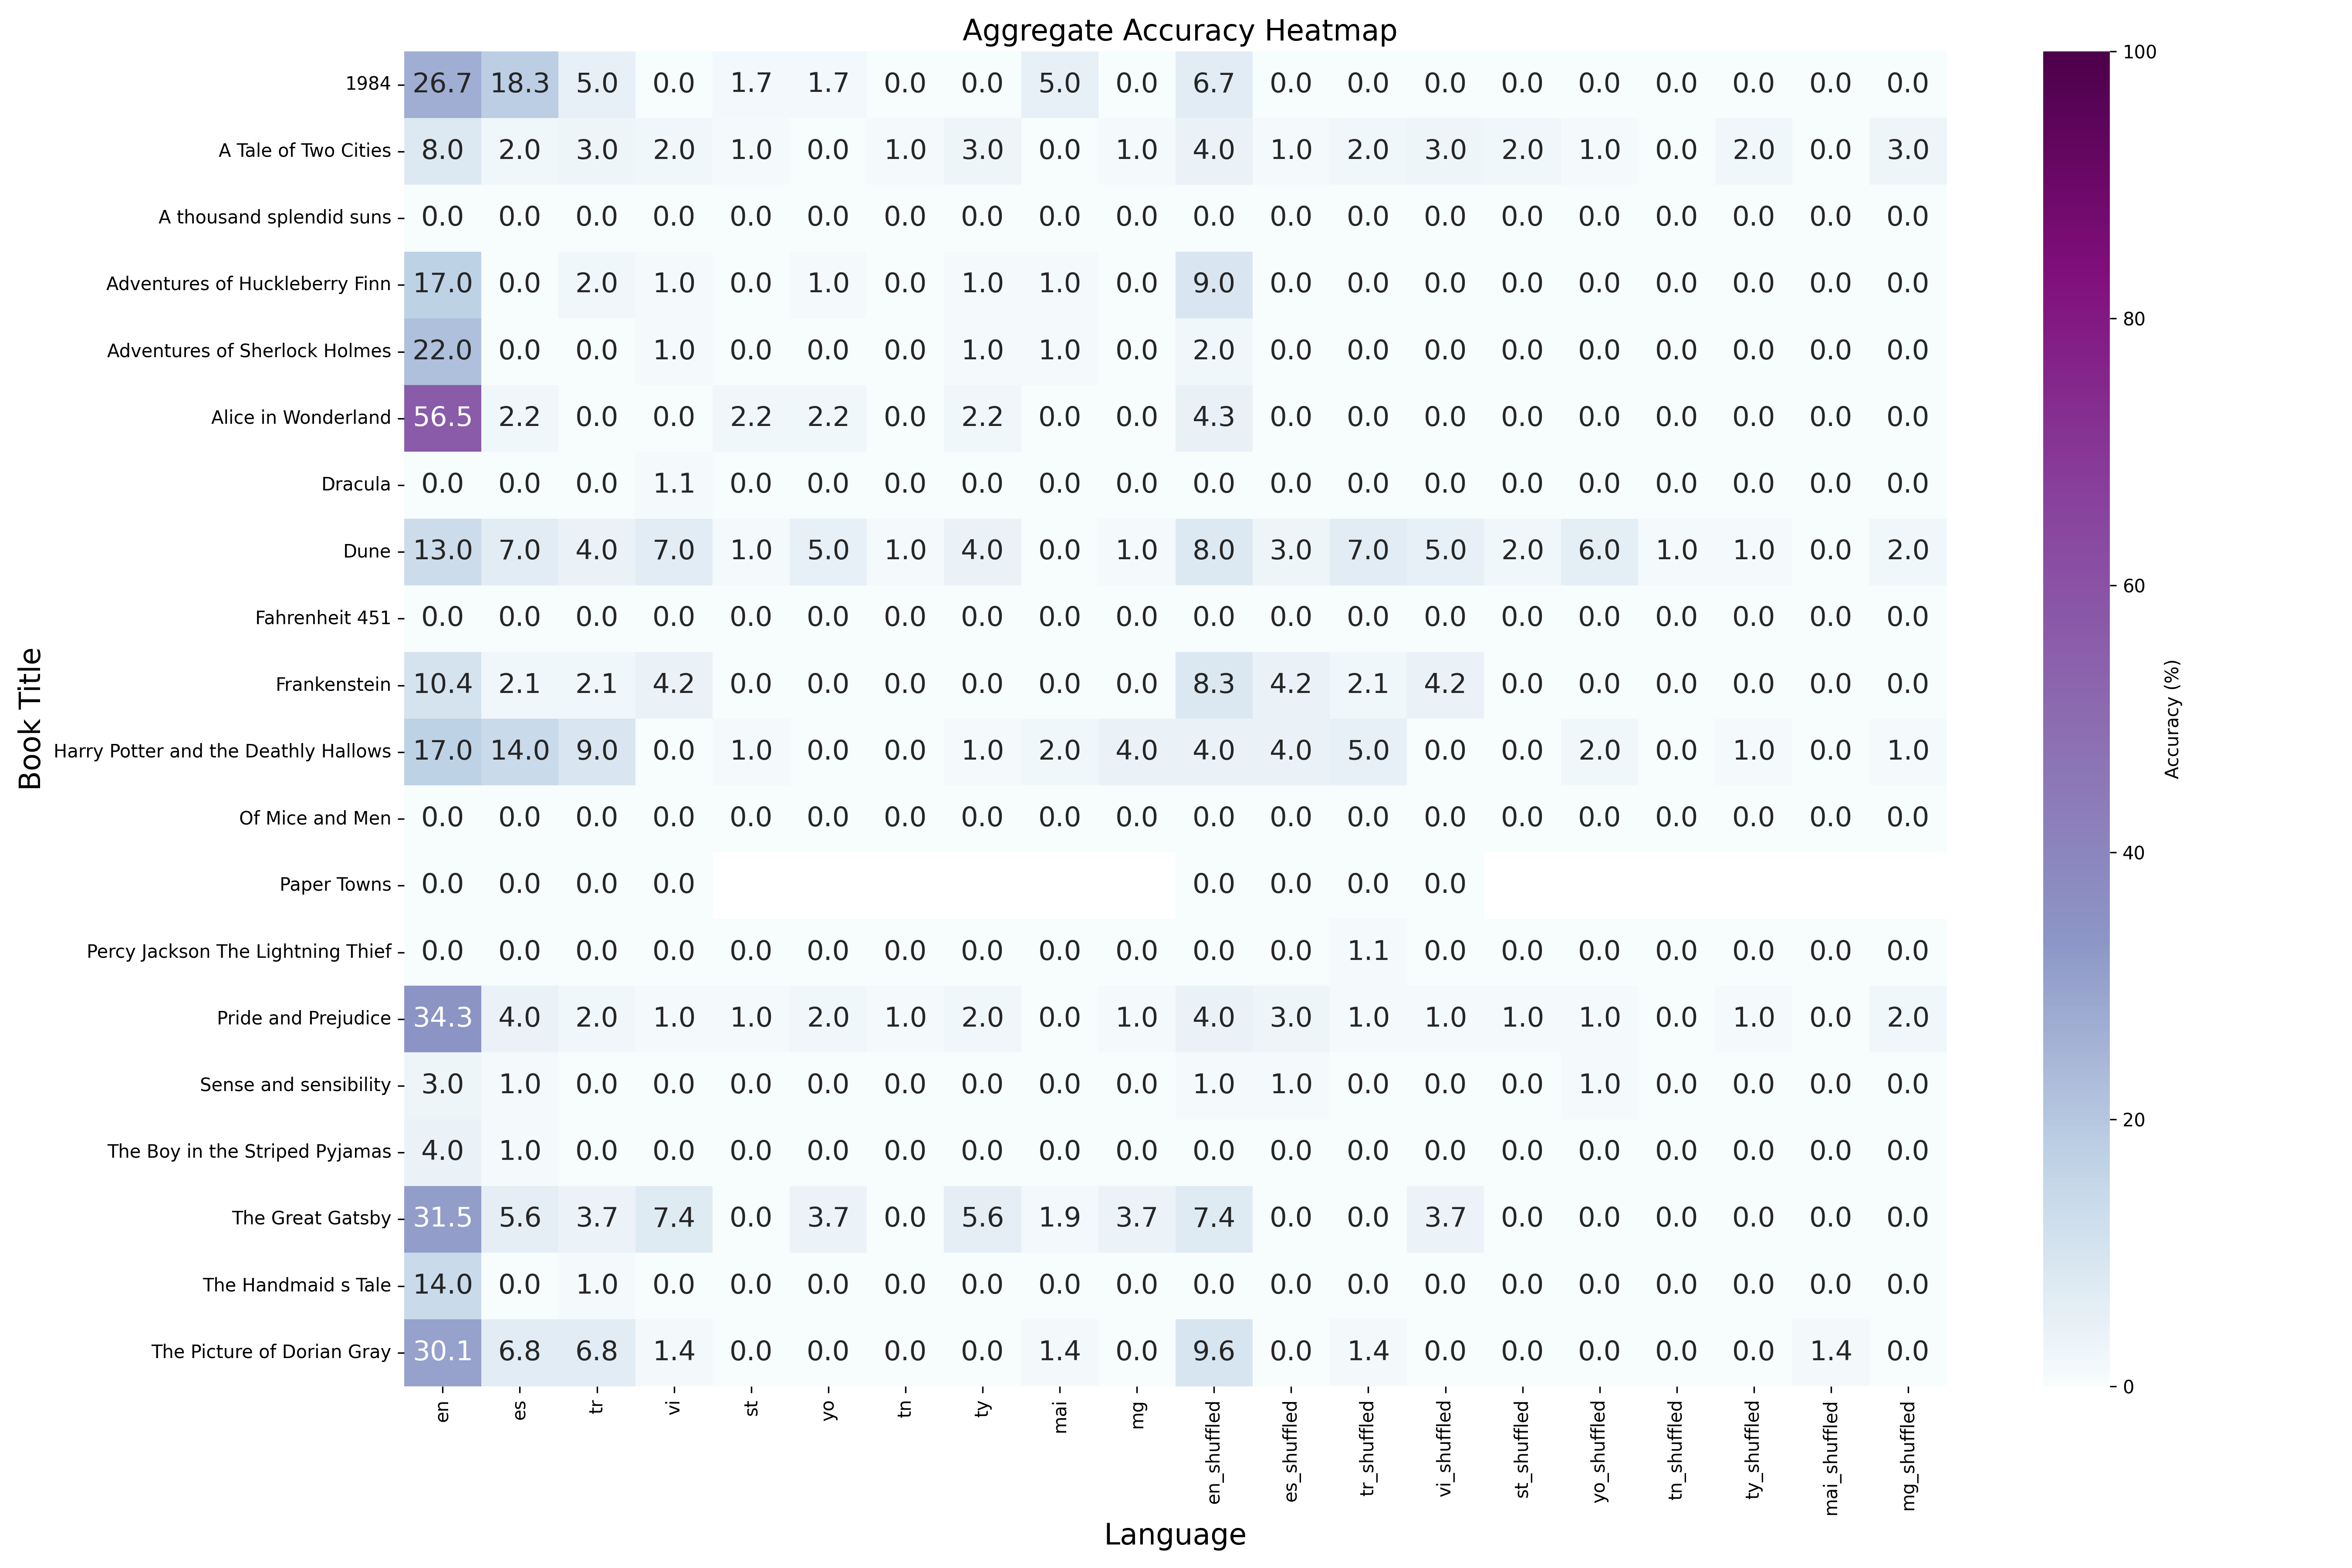 Aggregate Accuracy Heatmap
1984 26.7 18.3 5.0 0.0 1.7 1.7 0.0 0.0 5.0 0.0 6.7 0.0 0.0 0.0 0.0 0.0 0.0 0.0 0.0 0.0
A Tale of Two Cities 8.0 2.0 3.0 2.0 1.0 0.0 1.0 3.0 0.0 1.0 4.0 1.0 2.0 3.0 2.0 1.0 0.0 2.0 0.0 3.0
A thousand splendid suns 0.0 0.0 0.0 0.0 0.0 0.0 0.0 0.0 0.0 0.0 0.0 0.0 0.0 0.0 0.0 0.0 0.0 0.0 0.0 0.0
Adventures of Huckleberry Finn 17.0 0.0 2.0 1.0 0.0 1.0 0.0 1.0 1.0 0.0 9.0 0.0 0.0 0.0 0.0 0.0 0.0 0.0 0.0 0.0
Adventures of Sherlock Holmes 22.0 0.0 0.0 1.0 0.0 0.0 0.0 1.0 1.0 0.0 2.0 0.0 0.0 0.0 0.0 0.0 0.0 0.0 0.0 0.0
Alice in Wonderland 56.5 2.2 0.0 0.0 2.2 2.2 0.0 2.2 0.0 0.0 4.3 0.0 0.0 0.0 0.0 0.0 0.0 0.0 0.0 0.0
Dracula 0.0 0.0 0.0 1.1 0.0 0.0 0.0 0.0 0.0 0.0 0.0 0.0 0.0 0.0 0.0 0.0 0.0 0.0 0.0 0.0
Dune 13.0 7.0 4.0 7.0 1.0 5.0 1.0 4.0 0.0 1.0 8.0 3.0 7.0 5.0 2.0 6.0 1.0 1.0 0.0 2.0
Fahrenheit 451 0.0 0.0 0.0 0.0 0.0 0.0 0.0 0.0 0.0 0.0 0.0 0.0 0.0 0.0 0.0 0.0 0.0 0.0 0.0 0.0
Frankenstein 10.4 2.1 2.1 4.2 0.0 0.0 0.0 0.0 0.0 0.0 8.3 4.2 2.1 4.2 0.0 0.0 0.0 0.0 0.0 0.0
Harry Potter and the Deathly Hallows 17.0 14.0 9.0 0.0 1.0 0.0 0.0 1.0 2.0 4.0 4.0 4.0 5.0 0.0 0.0 2.0 0.0 1.0 0.0 1.0
Of Mice and Men 0.0 0.0 0.0 0.0 0.0 0.0 0.0 0.0 0.0 0.0 0.0 0.0 0.0 0.0 0.0 0.0 0.0 0.0 0.0 0.0
Paper Towns 0.0 0.0 0.0 0.0 0.0 0.0 0.0 0.0
Percy Jackson The Lightning Thief 0.0 0.0 0.0 0.0 0.0 0.0 0.0 0.0 0.0 0.0 0.0 0.0 1.1 0.0 0.0 0.0 0.0 0.0 0.0 0.0
Pride and Prejudice 34.3 4.0 2.0 1.0 1.0 2.0 1.0 2.0 0.0 1.0 4.0 3.0 1.0 1.0 1.0 1.0 0.0 1.0 0.0 2.0
Sense and sensibility 3.0 1.0 0.0 0.0 0.0 0.0 0.0 0.0 0.0 0.0 1.0 1.0 0.0 0.0 0.0 1.0 0.0 0.0 0.0 0.0
The Boy in the Striped Pyjamas 4.0 1.0 0.0 0.0 0.0 0.0 0.0 0.0 0.0 0.0 0.0 0.0 0.0 0.0 0.0 0.0 0.0 0.0 0.0 0.0
The Great Gatsby 31.5 5.6 3.7 7.4 0.0 3.7 0.0 5.6 1.9 3.7 7.4 0.0 0.0 3.7 0.0 0.0 0.0 0.0 0.0 0.0
The Handmaid s Tale 14.0 0.0 1.0 0.0 0.0 0.0 0.0 0.0 0.0 0.0 0.0 0.0 0.0 0.0 0.0 0.0 0.0 0.0 0.0 0.0
The Picture of Dorian Gray 30.1 6.8 6.8 1.4 0.0 0.0 0.0 0.0 1.4 0.0 9.6 0.0 1.4 0.0 0.0 0.0 0.0 0.0 1.4 0.0
en es tr vi st yo tn ty mai mg en_shuffled es_shuffled tr_shuffled vi_shuffled st_shuffled yo_shuffled tn_shuffled ty_shuffled mai_shuffled mg_shuffled
Language
Book Title
100
80
60
40
20
0
Accuracy (%)